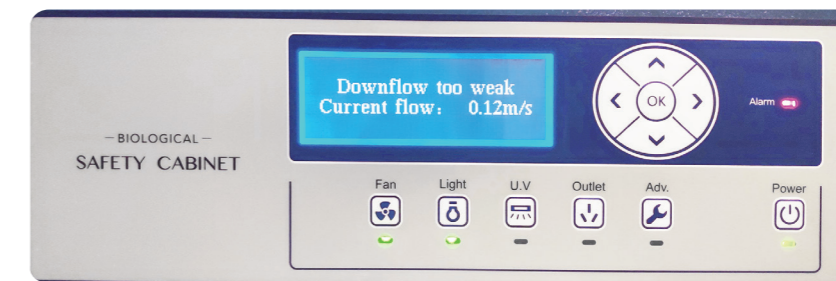 Downflow too weak
Current flow： 0.12m/s
OK
Alarm
– BIOLOGICAL –
SAFETY CABINET
Fan
Light
U.V
Outlet
Adv.
Power